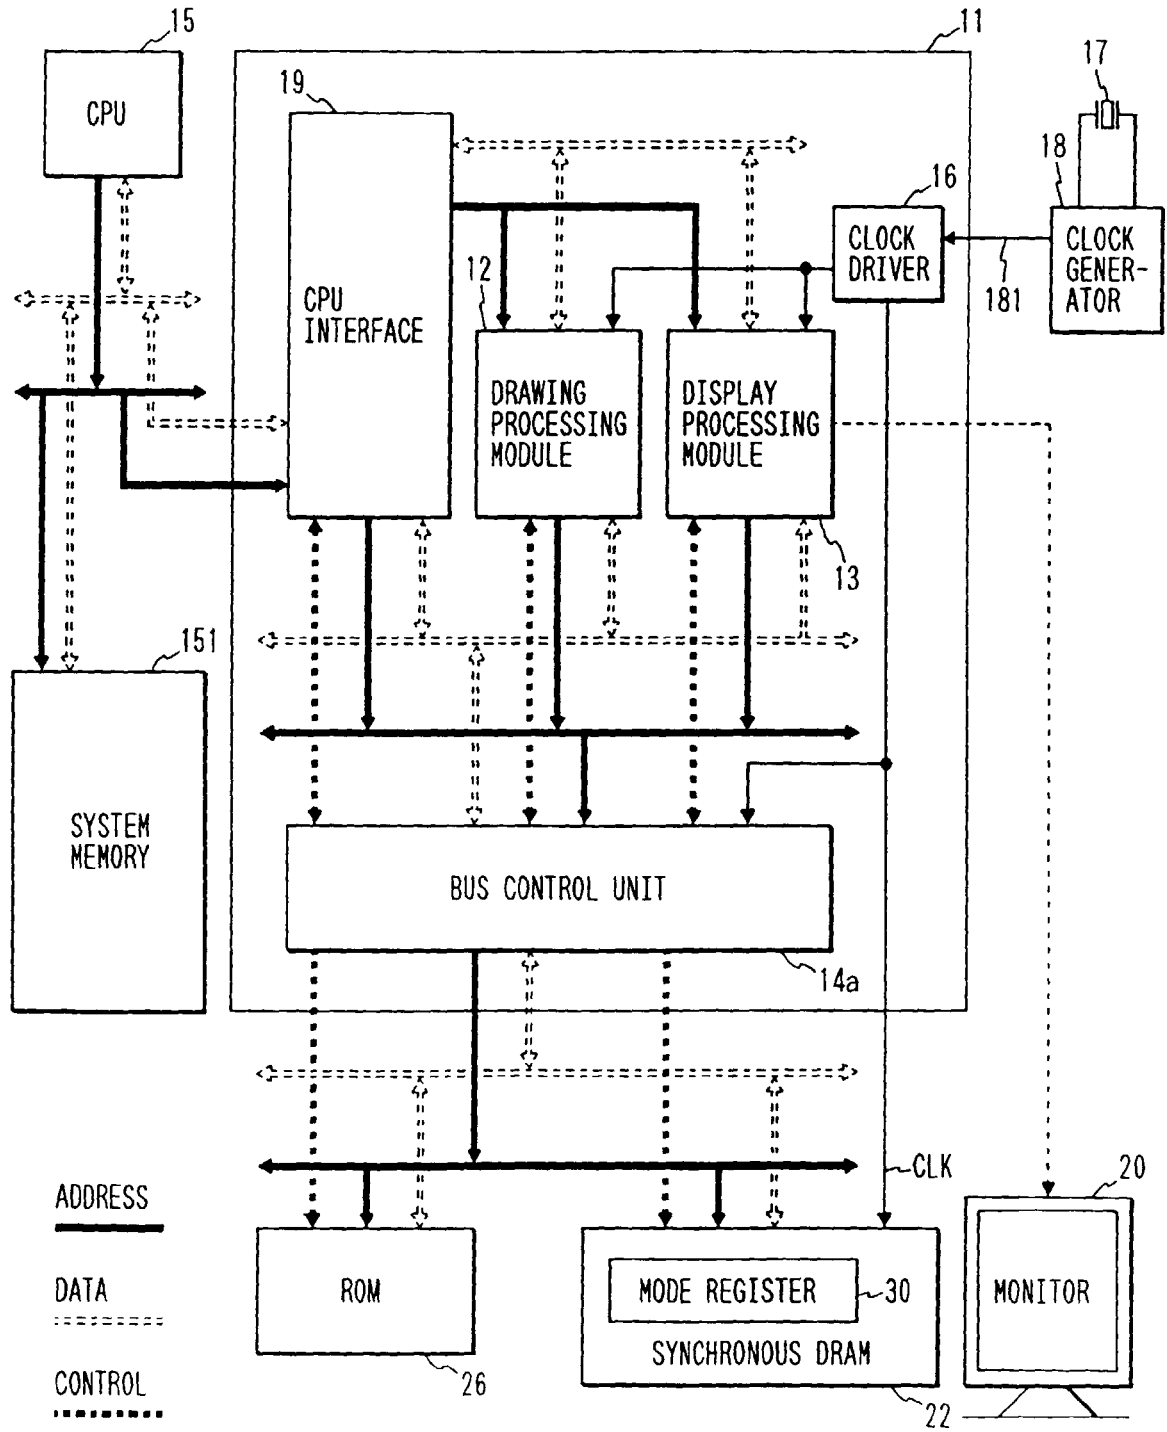 15
11
CPU
17
19
18
16
CLOCK
DRIVER
CLOCK
GENER-
ATOR
181
12
CPU
INTERFACE
DRAWING
PROCESSING
MODULE
DISPLAY
PROCESSING
MODULE
13
151
SYSTEM
MEMORY
BUS CONTROL UNIT
14a
CLK
20
ADDRESS
DATA
CONTROL
ROM
26
MODE REGISTER
30
SYNCHRONOUS DRAM
22
MONITOR